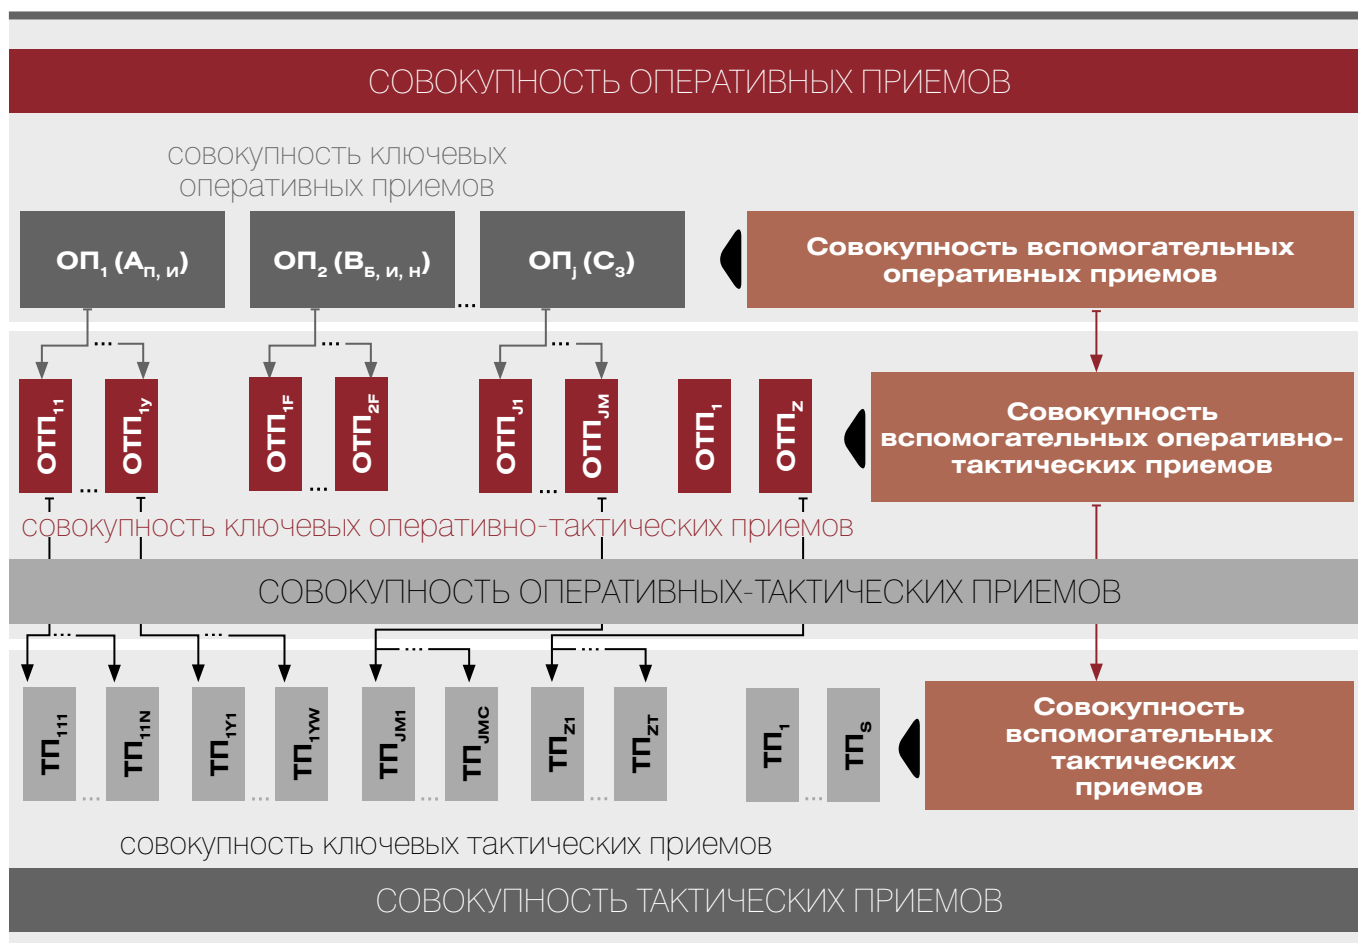 СОВОКУПНОСТЬ ОПЕРАТИВНЫХ ПРИЕМОВ
совокупность ключевых
оперативных приемов
ОП₁ (Ап, и)
ОП₂ (Вб, и, н)
...
ОПj (С₃)
Совокупность вспомогательных
оперативных приемов
...
...
...
ОТП₁₁
...
ОТП₁у
ОТП₁F
...
ОТП₂F
ОТПJ1
...
ОТПJM
ОТП₁
ОТПZ
Совокупность
вспомогательных оперативно-
тактических приемов
совокупность ключевых оперативно-тактических приемов
СОВОКУПНОСТЬ ОПЕРАТИВНЫХ-ТАКТИЧЕСКИХ ПРИЕМОВ
...
...
...
...
ТП₁₁₁
...
ТП₁₁N
ТП₁Y₁
...
ТП₁YW
ТПJM1
...
ТПJMC
ТПZ1
...
ТПZT
ТП₁
...
ТПS
Совокупность
вспомогательных
тактических
приемов
совокупность ключевых тактических приемов
СОВОКУПНОСТЬ ТАКТИЧЕСКИХ ПРИЕМОВ